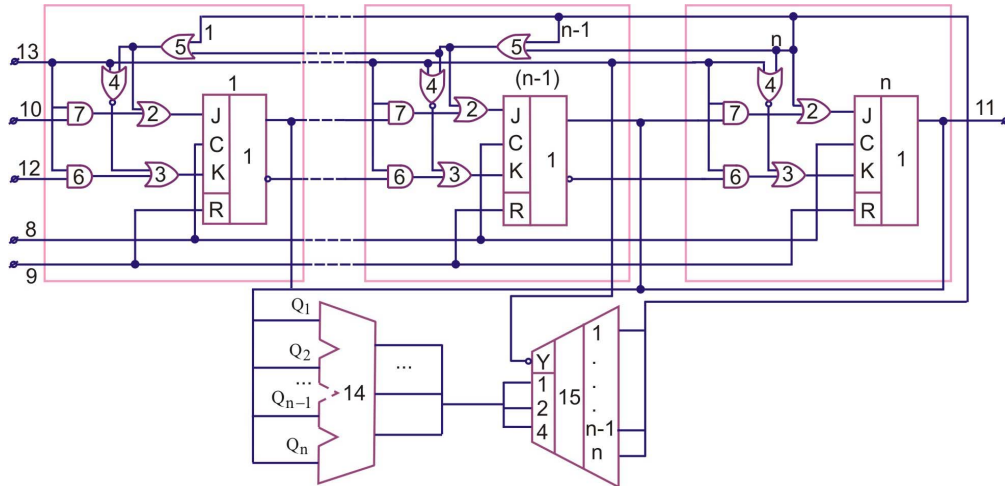 1 n-1 n
13 5 5
4 4 4
1 (n-1) n
10 7 2 J 7 2 J 7 2 J 11
C C C
12 6 3 K 1 6 3 K 1 6 3 K 1
R R R
8
9
Q1 1
Q2 ... Y .
... 14 1 15 .
Qn-1 2 .
4 n-1
Qn n